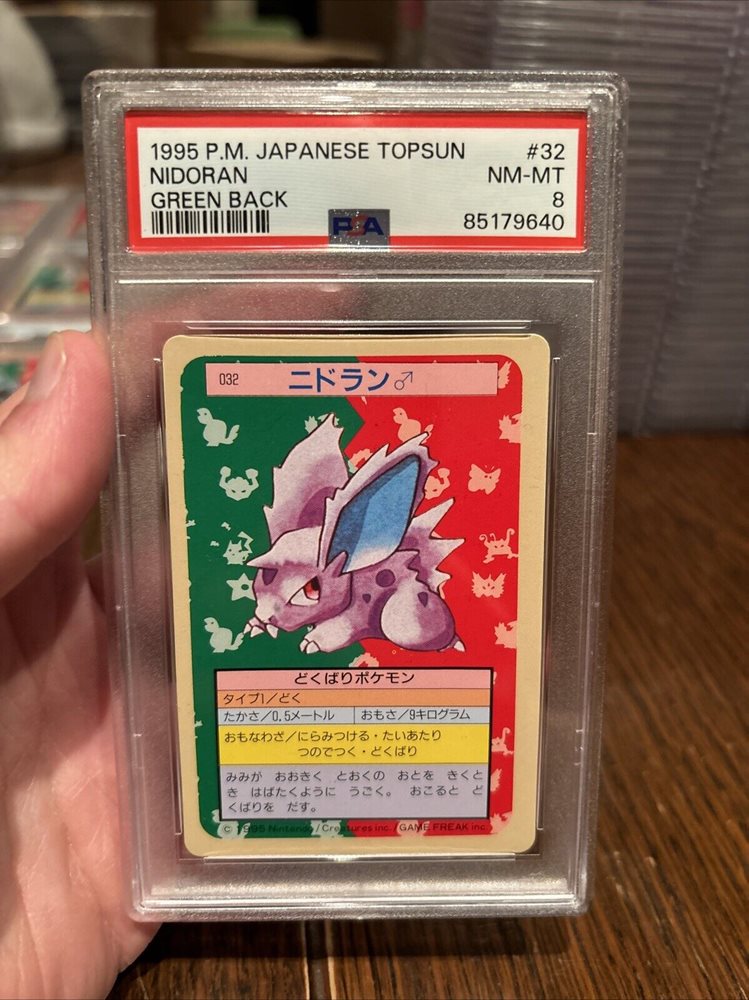 1995 P.M. JAPANESE TOPSUN #32
NIDORAN NM-MT
GREEN BACK 8
PSA 85179640
032 ニドラン♂
どくばりポケモン
タイプ1/どく
たかさ/0.5メートル おもさ/9キログラム
おもなわざ/にらみつける・たいあたり
つのでつく・どくばり
みみが おおきく とおくの おとを きくと
き はばたくように うごく。 おこると ど
くばりを だす。
© 1995 Nintendo/Creatures inc./GAME FREAK inc.